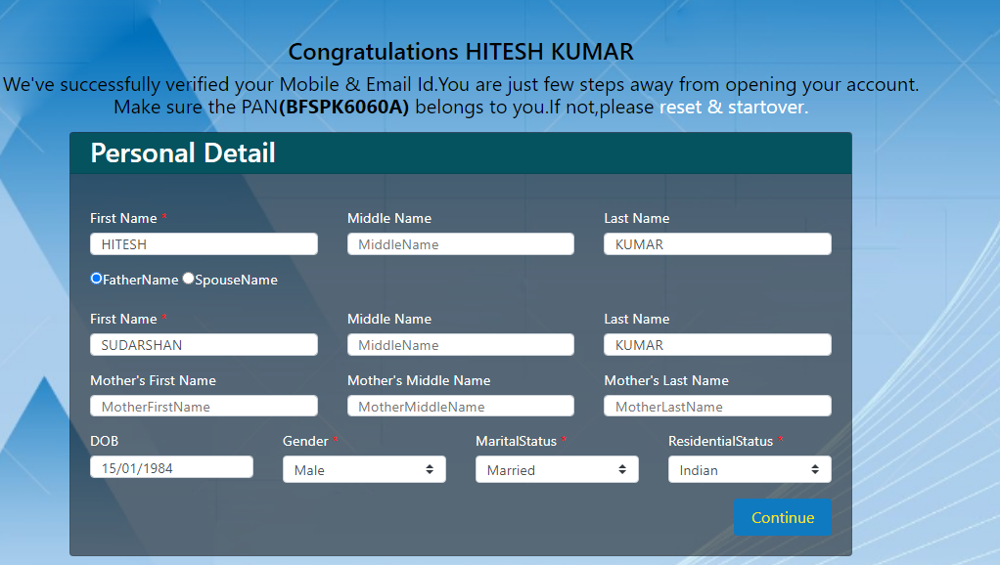 Congratulations HITESH KUMAR
We've successfully verified your Mobile & Email Id.You are just few steps away from opening your account.
Make sure the PAN(BFSPK6060A) belongs to you.If not,please reset & startover.
Personal Detail
First Name * Middle Name Last Name
HITESH MiddleName KUMAR
FatherName SpouseName
First Name * Middle Name Last Name
SUDARSHAN MiddleName KUMAR
Mother's First Name Mother's Middle Name Mother's Last Name
MotherFirstName MotherMiddleName MotherLastName
DOB Gender * MaritalStatus * ResidentialStatus *
15/01/1984 Male Married Indian
Continue